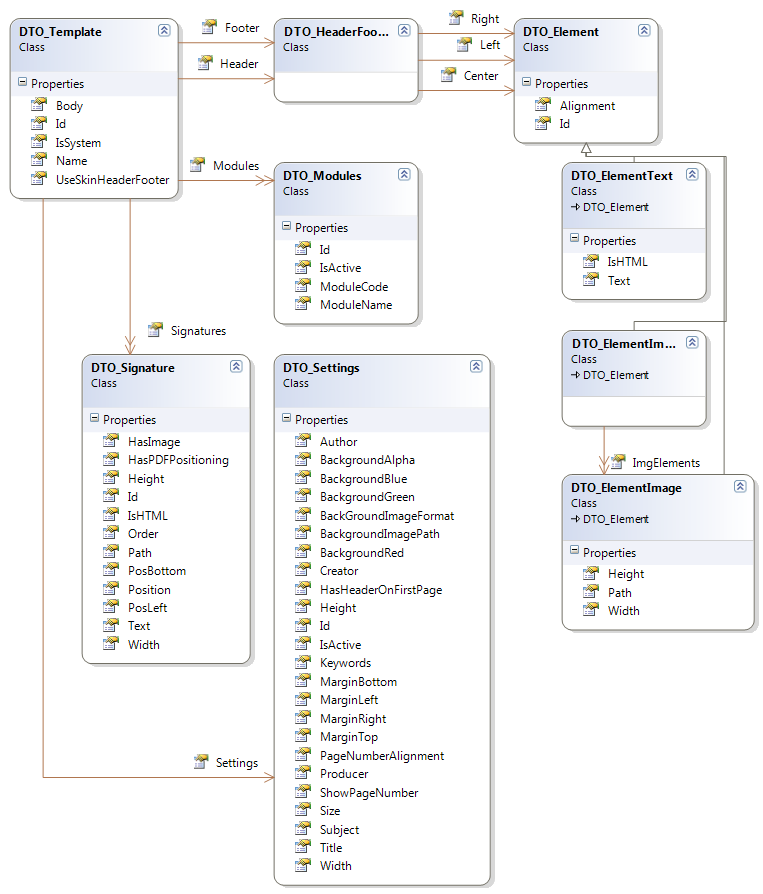 DTO_Template
Class
Properties
Body
Id
IsSystem
Name
UseSkinHeaderFooter
Footer
Header
DTO_HeaderFoo...
Class
Right
Left
Center
DTO_Element
Class
Properties
Alignment
Id
Modules
DTO_Modules
Class
Properties
Id
IsActive
ModuleCode
ModuleName
DTO_ElementText
Class
DTO_Element
Properties
IsHTML
Text
Signatures
DTO_Signature
Class
Properties
HasImage
HasPDFPositioning
Height
Id
IsHTML
Order
Path
PosBottom
Position
PosLeft
Text
Width
Settings
DTO_Settings
Class
Properties
Author
BackgroundAlpha
BackgroundBlue
BackgroundGreen
BackGroundImageFormat
BackgroundImagePath
BackgroundRed
Creator
HasHeaderOnFirstPage
Height
Id
IsActive
Keywords
MarginBottom
MarginLeft
MarginRight
MarginTop
PageNumberAlignment
Producer
ShowPageNumber
Size
Subject
Title
Width
DTO_ElementIm...
Class
DTO_Element
ImgElements
DTO_ElementImage
Class
DTO_Element
Properties
Height
Path
Width